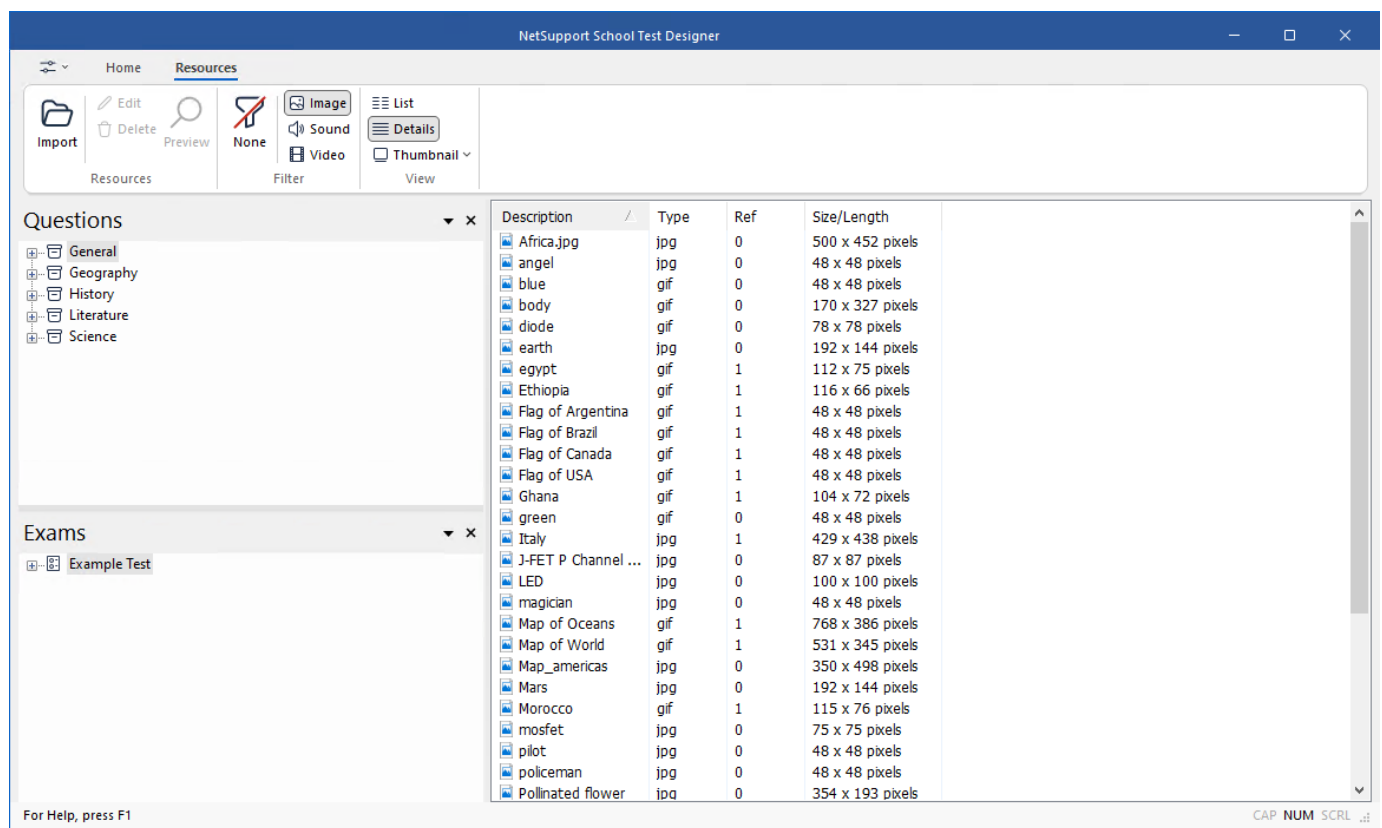 NetSupport School Test Designer
Home Resources
Import Edit Delete Preview None Image Sound Video List Details Thumbnail
Resources Filter View
Questions
General
Geography
History
Literature
Science
Exams
Example Test
Description Type Ref Size/Length
Africa.jpg jpg 0 500 x 452 pixels
angel jpg 0 48 x 48 pixels
blue gif 0 48 x 48 pixels
body gif 0 170 x 327 pixels
diode gif 0 78 x 78 pixels
earth jpg 0 192 x 144 pixels
egypt gif 1 112 x 75 pixels
Ethiopia gif 1 116 x 66 pixels
Flag of Argentina gif 1 48 x 48 pixels
Flag of Brazil gif 1 48 x 48 pixels
Flag of Canada gif 1 48 x 48 pixels
Flag of USA gif 1 48 x 48 pixels
Ghana gif 1 104 x 72 pixels
green gif 0 48 x 48 pixels
Italy jpg 1 429 x 438 pixels
J-FET P Channel ... jpg 0 87 x 87 pixels
LED jpg 0 100 x 100 pixels
magician jpg 0 48 x 48 pixels
Map of Oceans gif 1 768 x 386 pixels
Map of World gif 1 531 x 345 pixels
Map_americas jpg 0 350 x 498 pixels
Mars jpg 0 192 x 144 pixels
Morocco gif 1 115 x 76 pixels
mosfet jpg 0 75 x 75 pixels
pilot jpg 0 48 x 48 pixels
policeman jpg 0 48 x 48 pixels
Pollinated flower jpg 0 354 x 193 pixels
For Help, press F1
CAP NUM SCRL